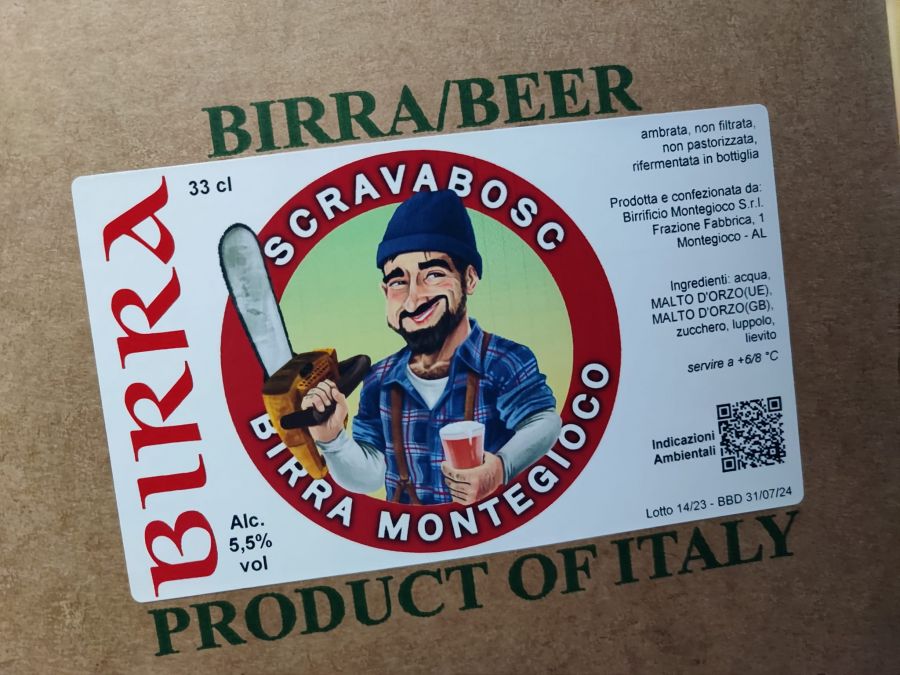 BIRRA/BEER
BIRRA
33 cl
SCRAVABOSC
BIRRA MONTEGIOCO
Alc.
5,5%
vol
ambrata, non filtrata,
non pastorizzata,
rifermentata in bottiglia
Prodotta e confezionata da:
Birrificio Montegioco S.r.l.
Frazione Fabbrica, 1
Montegioco - AL
Ingredienti: acqua,
MALTO D'ORZO(UE),
MALTO D'ORZO(GB),
zucchero, luppolo,
lievito
servire a +6/8 °C
Indicazioni
Ambientali
Lotto 14/23 - BBD 31/07/24
PRODUCT OF ITALY